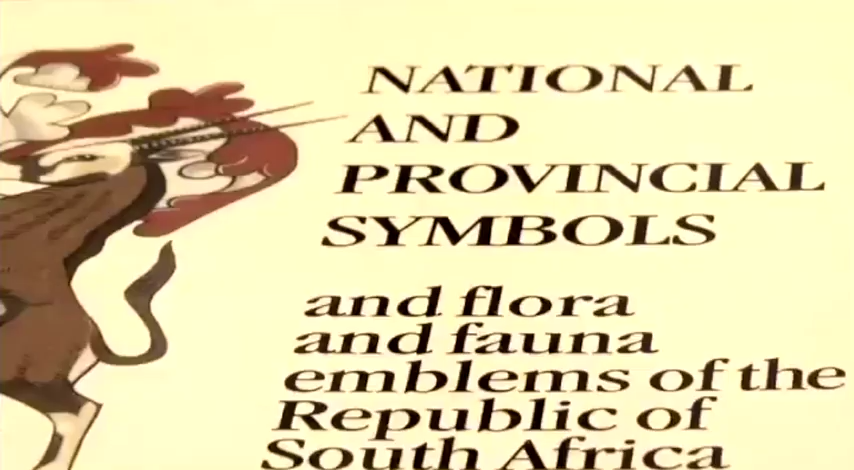 NATIONAL
AND
PROVINCIAL
SYMBOLS
and flora
and fauna
emblems of the
Republic of
South Africa